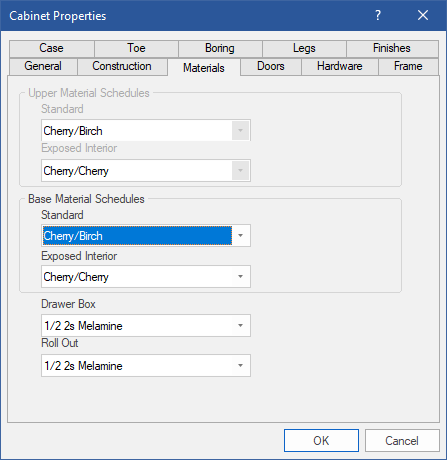 Cabinet Properties ?
Case Toe Boring Legs Finishes
General Construction Materials Doors Hardware Frame
Upper Material Schedules
Standard
Cherry/Birch
Exposed Interior
Cherry/Cherry
Base Material Schedules
Standard
Cherry/Birch
Exposed Interior
Cherry/Cherry
Drawer Box
1/2 2s Melamine
Roll Out
1/2 2s Melamine
OK Cancel